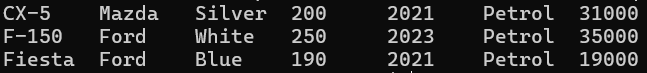 CX-5 Mazda Silver 200 2021 Petrol 31000
F-150 Ford White 250 2023 Petrol 35000
Fiesta Ford Blue 190 2021 Petrol 19000